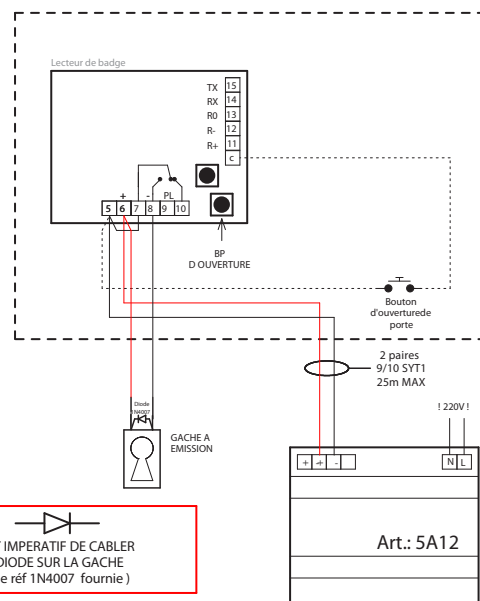 Lecteur de badge
TX 15
RX 14
R0 13
R- 12
R+ 11
c
+ - PL
5 6 7 8 9 10
BP
D OUVERTURE
Bouton
d'ouverturede
porte
2 paires
9/10 SYT1
25m MAX
! 220V !
Diode
1N4007
GACHE A
EMISSION
+ + -
N L
Art.: 5A12
IMPERATIF DE CABLER
DIODE SUR LA GACHE
réf 1N4007 fournie )